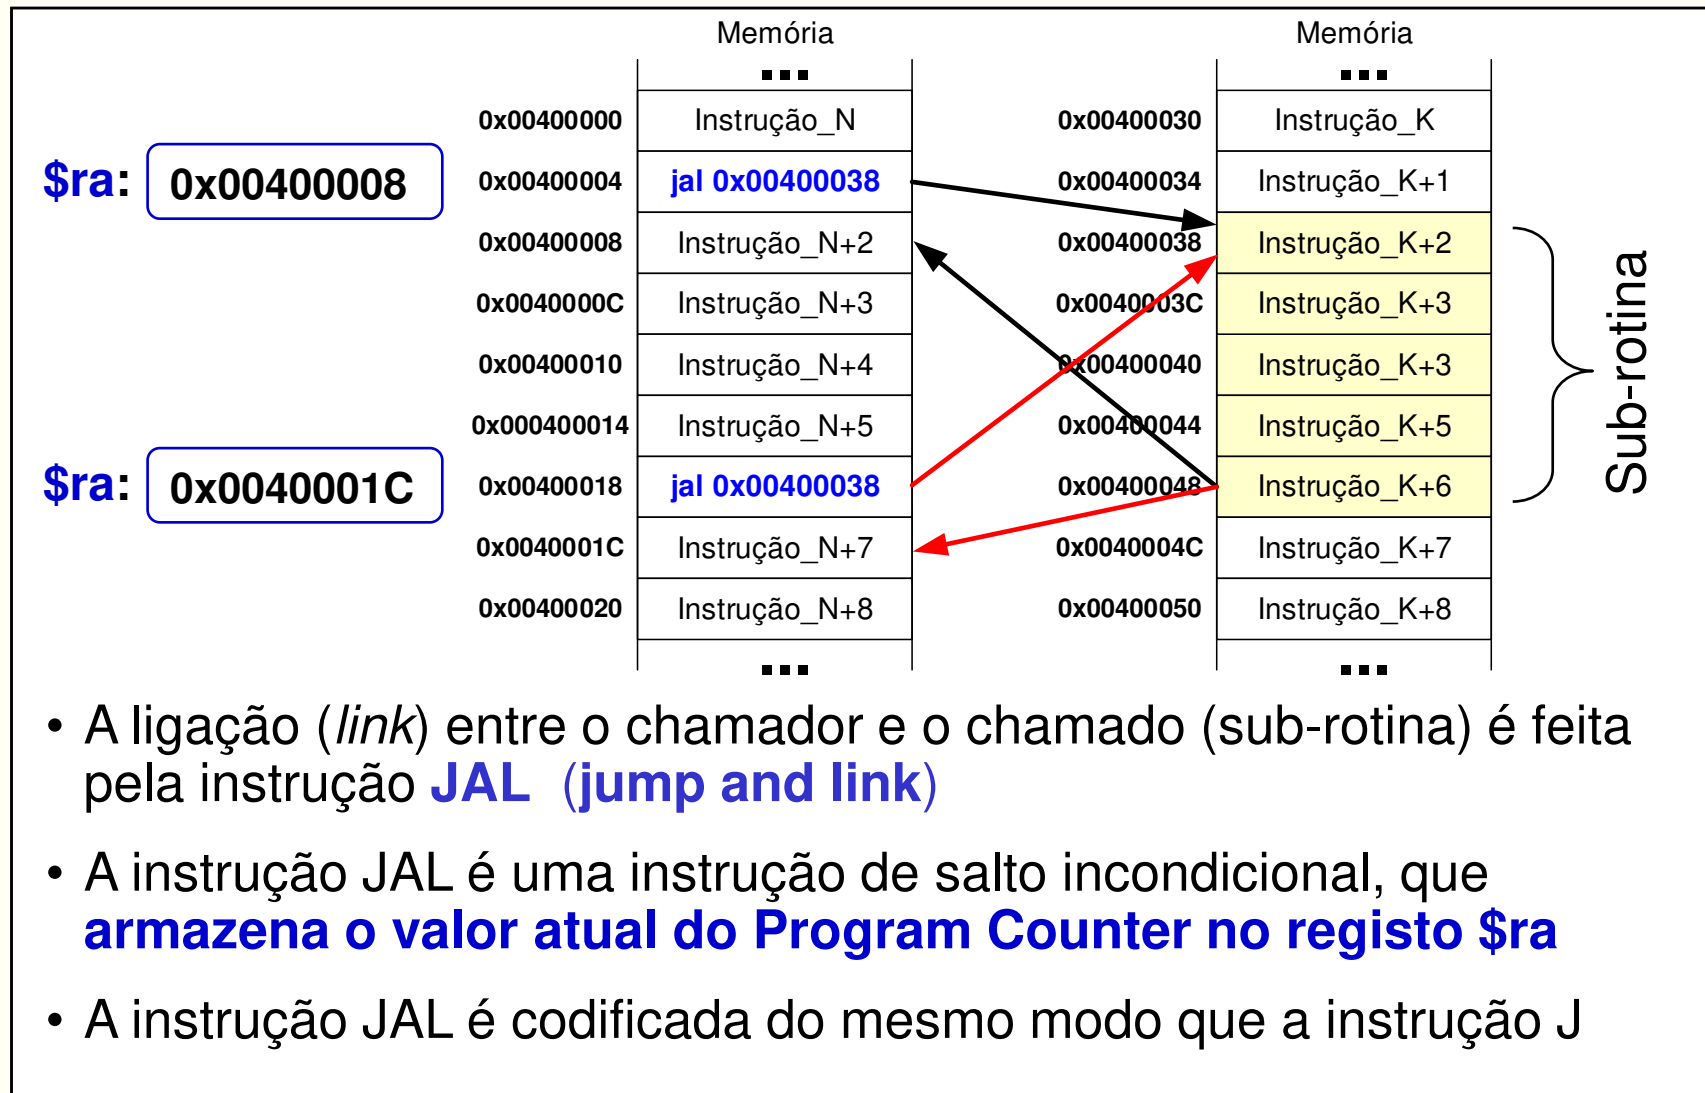 Memória Memória
... ...
0x00400000 Instrução_N 0x00400030 Instrução_K
$ra: 0x00400008 0x00400004 jal 0x00400038 0x00400034 Instrução_K+1
0x00400008 Instrução_N+2 0x00400038 Instrução_K+2
0x0040000C Instrução_N+3 0x0040003C Instrução_K+3
0x00400010 Instrução_N+4 0x00400040 Instrução_K+3
0x000400014 Instrução_N+5 0x00400044 Instrução_K+5
$ra: 0x0040001C 0x00400018 jal 0x00400038 0x00400048 Instrução_K+6
0x0040001C Instrução_N+7 0x0040004C Instrução_K+7
0x00400020 Instrução_N+8 0x00400050 Instrução_K+8
... ...
Sub-rotina
• A ligação (link) entre o chamador e o chamado (sub-rotina) é feita
pela instrução JAL (jump and link)
• A instrução JAL é uma instrução de salto incondicional, que
armazena o valor atual do Program Counter no registo $ra
• A instrução JAL é codificada do mesmo modo que a instrução J